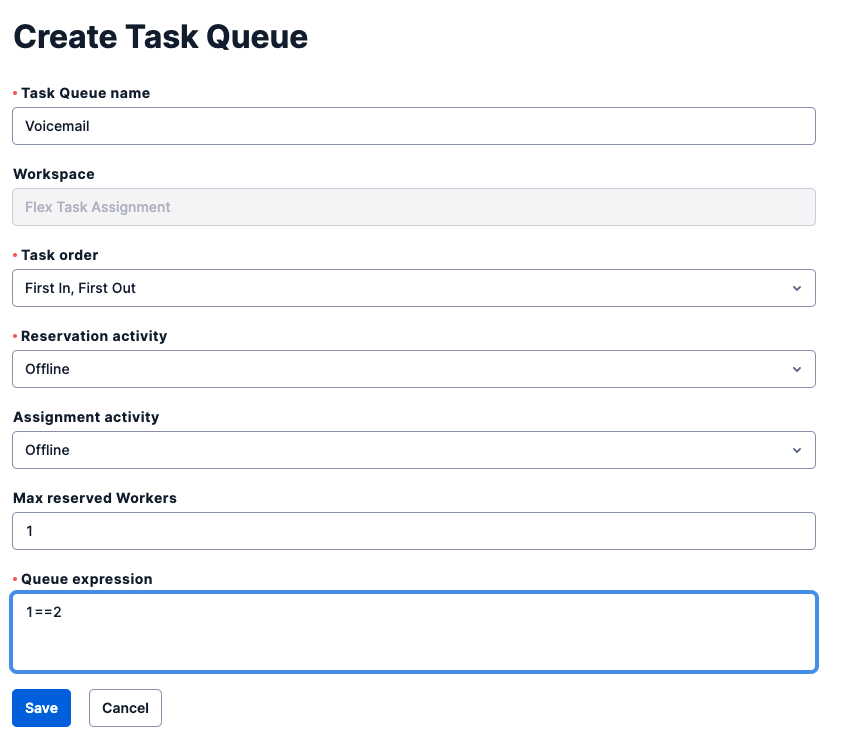 Create Task Queue
• Task Queue name
Voicemail
Workspace
Flex Task Assignment
• Task order
First In, First Out
• Reservation activity
Offline
Assignment activity
Offline
Max reserved Workers
1
• Queue expression
1==2
Save
Cancel